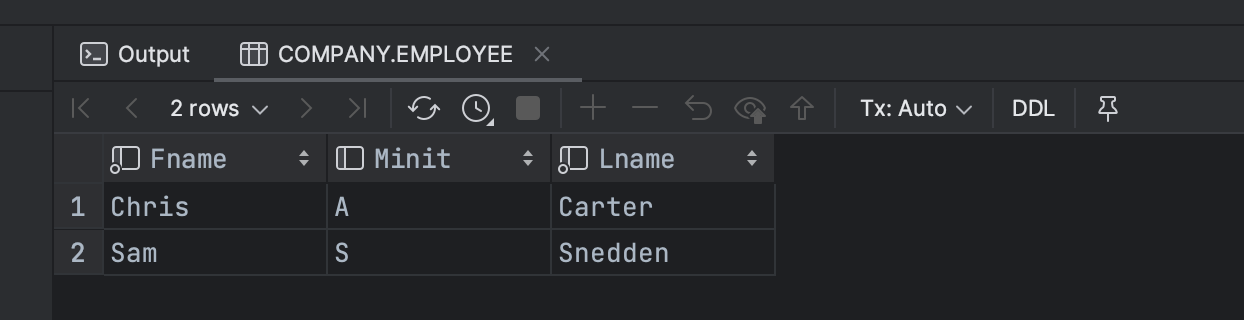 Output COMPANY.EMPLOYEE
2 rows Tx: Auto DDL
Fname Minit Lname
1 Chris A Carter
2 Sam S Snedden